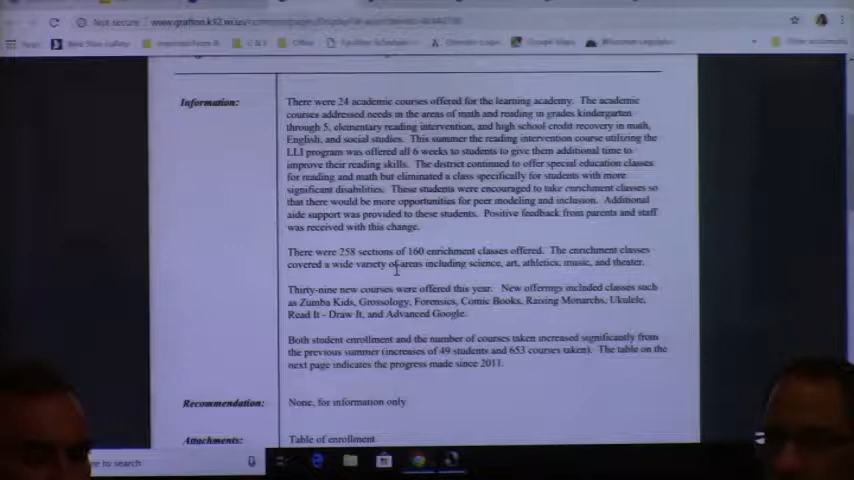 Not secure
Office
Google Maps
Information:
There were 24 academic courses offered for the learning academy. The academic
courses addressed needs in the areas of math and reading in grades kindergarten
through 5, elementary reading intervention, and high school credit recovery in math,
English, and social studies. This summer the reading intervention course utilizing the
LLI program was offered all 6 weeks to students to give them additional time to
improve their reading skills. The district continued to offer special education classes
for reading and math but eliminated a class specifically for students with more
significant disabilities. These students were encouraged to take enrichment classes so
that there would be more opportunities for peer modeling and inclusion. Additional
aide support was provided to these students. Positive feedback from parents and staff
was received with this change.
There were 258 sections of 160 enrichment classes offered. The enrichment classes
covered a wide variety of areas including science, art, athletics, music, and theater.
Thirty-nine new courses were offered this year. New offerings included classes such
as Zumba Kids, Grossology, Forensics, Comic Books, Raising Monarchs, Ukulele,
Read It - Draw It, and Advanced Google.
Both student enrollment and the number of courses taken increased significantly from
the previous summer (increases of 49 students and 653 courses taken). The table on the
next page indicates the progress made since 2011.
Recommendation:
None, for information only
Attachments:
Table of enrollment
re to search